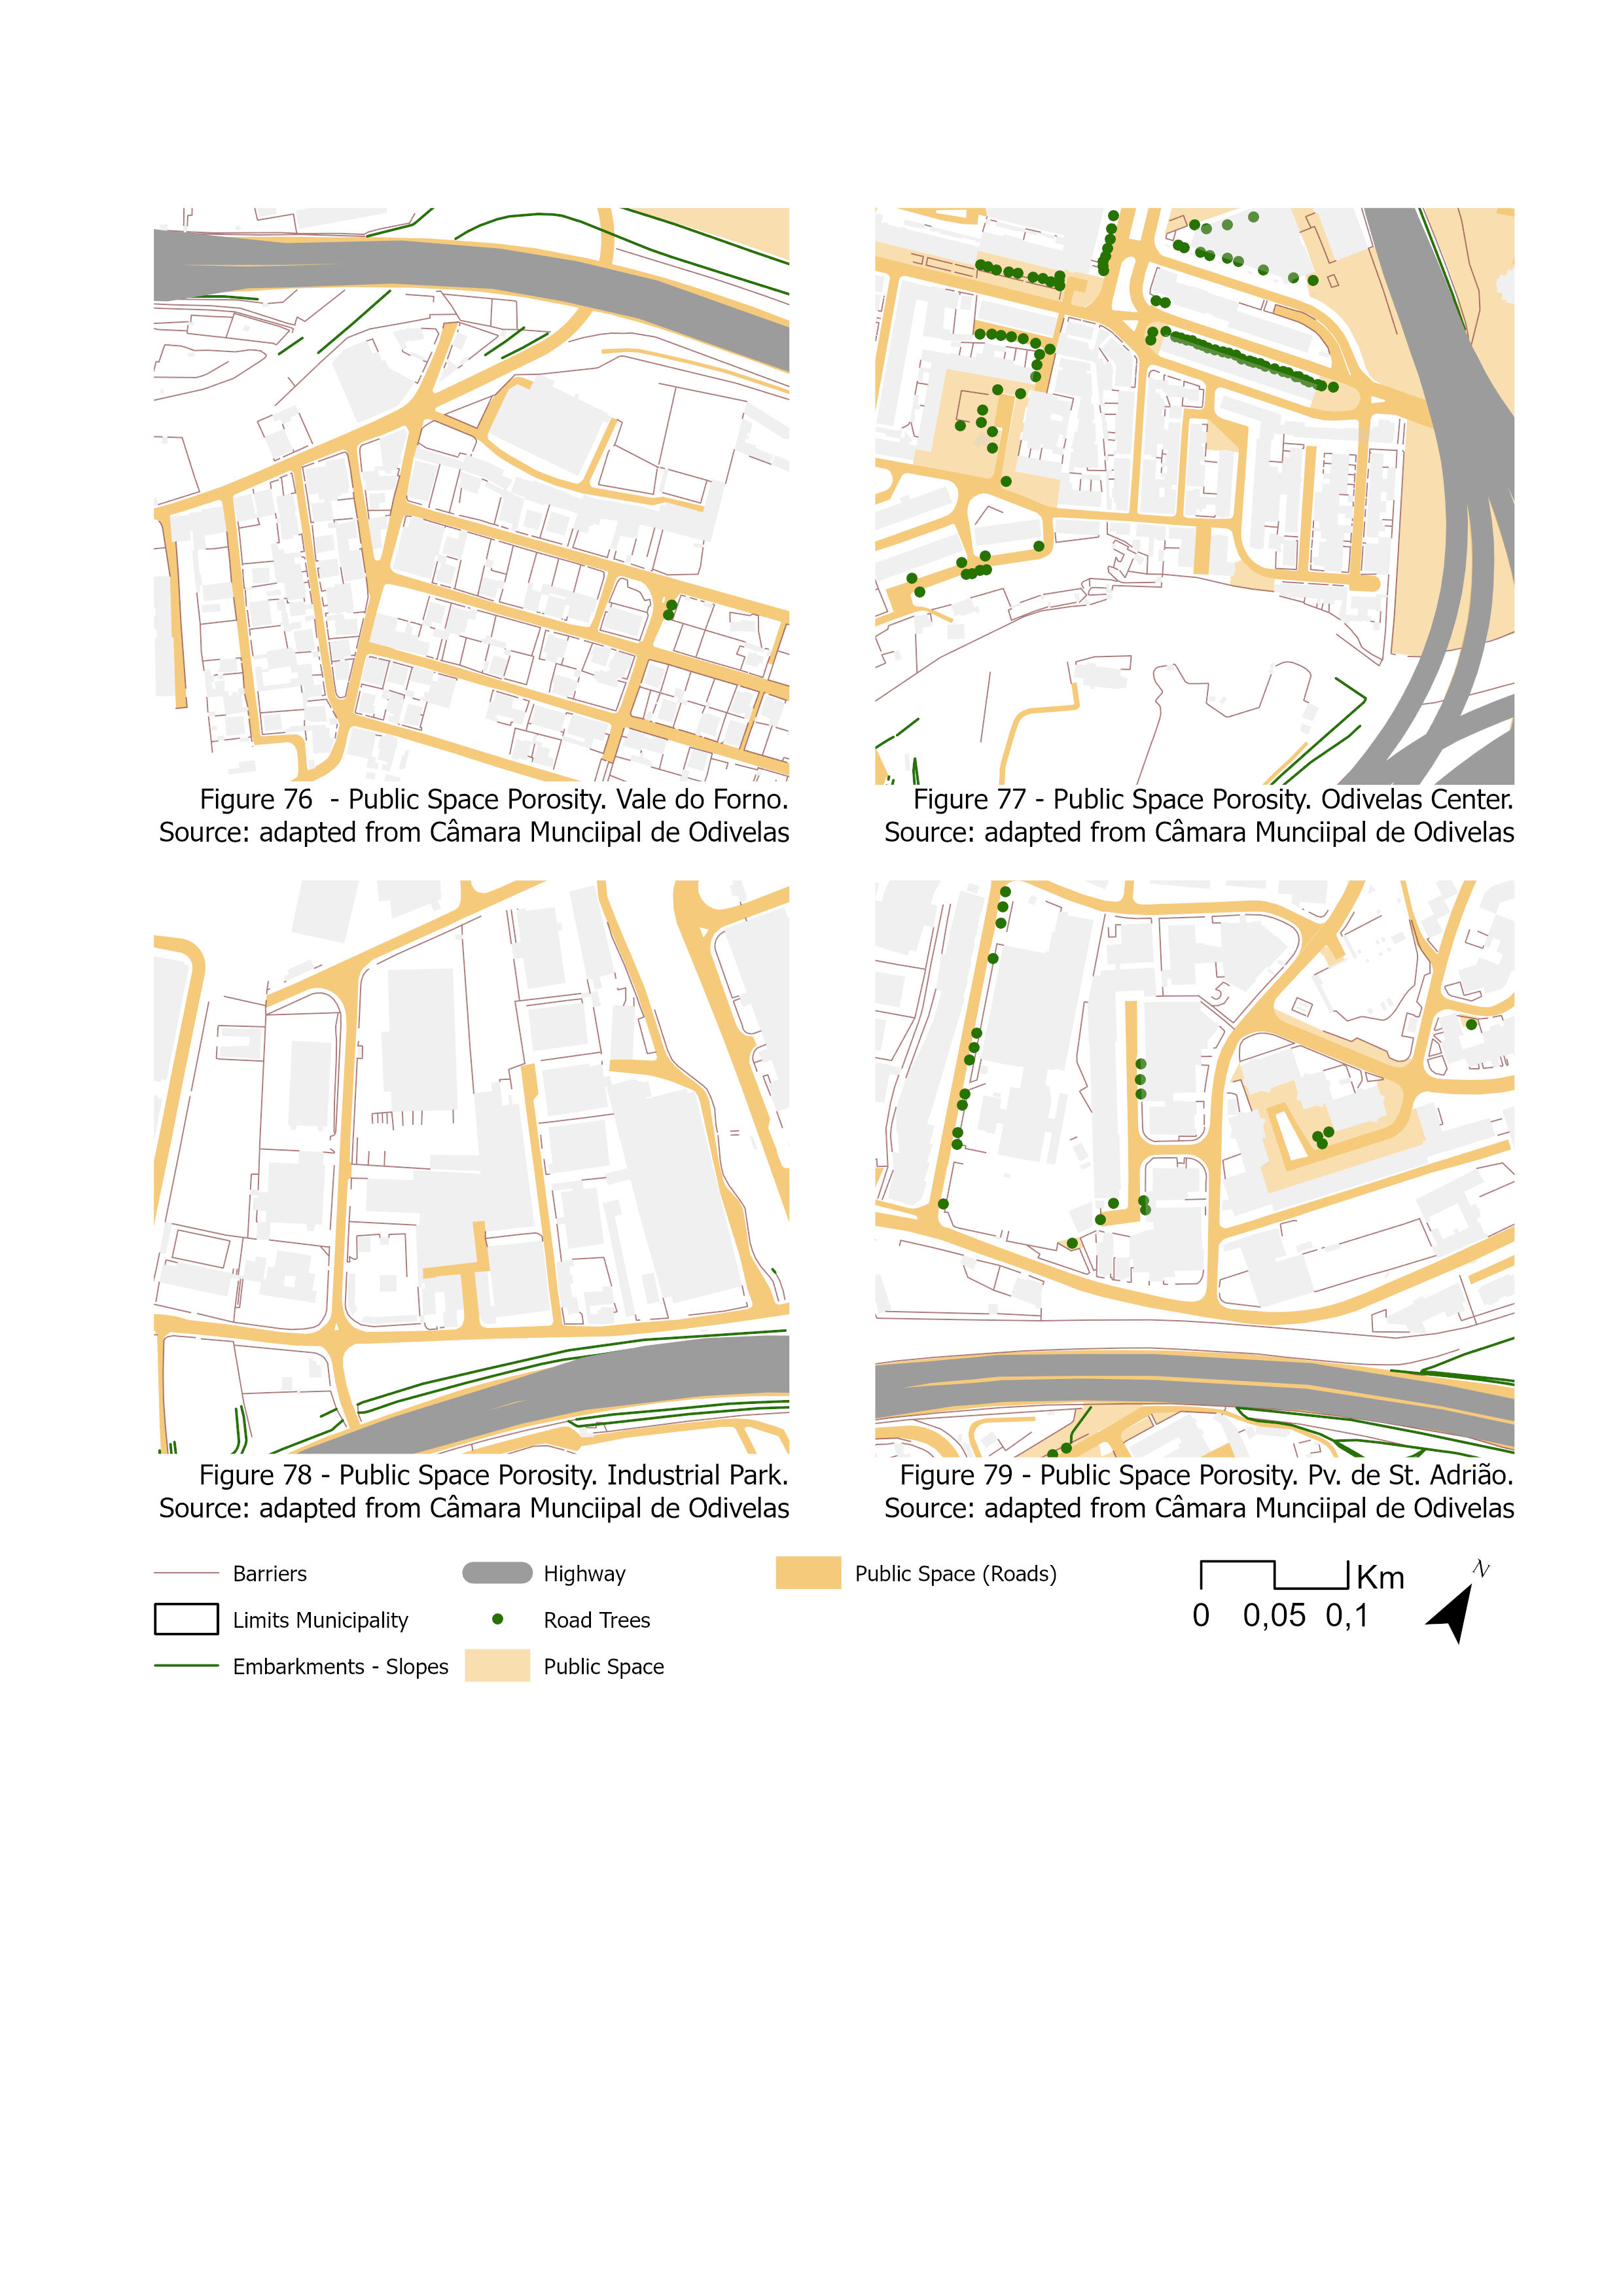 Figure 76  - Public Space Porosity. Vale do Forno.
Source: adapted from Câmara Munciipal de Odivelas
Figure 77 - Public Space Porosity. Odivelas Center.
Source: adapted from Câmara Munciipal de Odivelas
Figure 78 - Public Space Porosity. Industrial Park.
Source: adapted from Câmara Munciipal de Odivelas
Figure 79 - Public Space Porosity. Pv. de St. Adrião.
Source: adapted from Câmara Munciipal de Odivelas
Barriers
Limits Municipality
Embarkments - Slopes
Highway
Road Trees
Public Space
Public Space (Roads)
Km
0 0,05 0,1
N